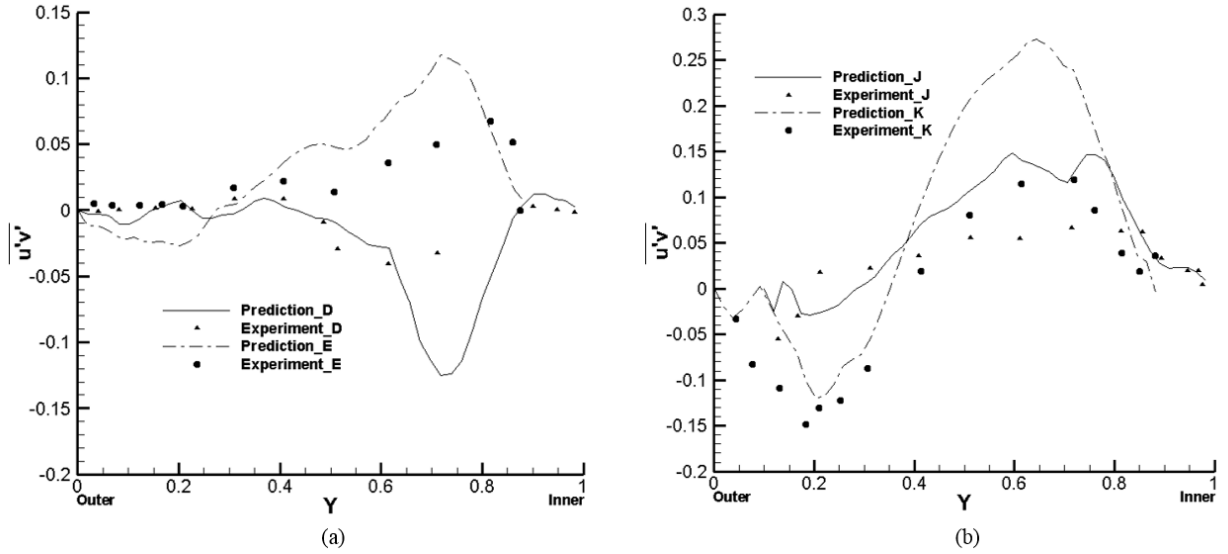 0.15
0.1
0.05
0
-0.05
-0.1
-0.15
-0.2
u'v'
Prediction_D
Experiment_D
Prediction_E
Experiment_E
0
0.2
0.4
0.6
0.8
1
Outer
Y
Inner
(a)
0.3
0.25
0.2
0.15
0.1
0.05
0
-0.05
-0.1
-0.15
-0.2
u'v'
Prediction_J
Experiment_J
Prediction_K
Experiment_K
0
0.2
0.4
0.6
0.8
1
Outer
Y
Inner
(b)